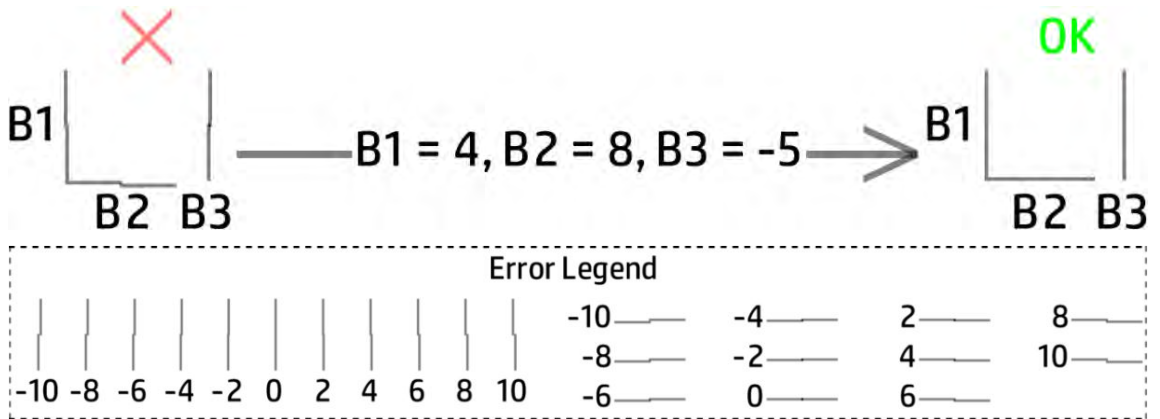 OK
B1
B2 B3
B1 = 4, B2 = 8, B3 = -5
B1
B2 B3
Error Legend
-10 -8 -6 -4 -2 0 2 4 6 8 10
-10 -4 2 8
-8 -2 4 10
-6 0 6